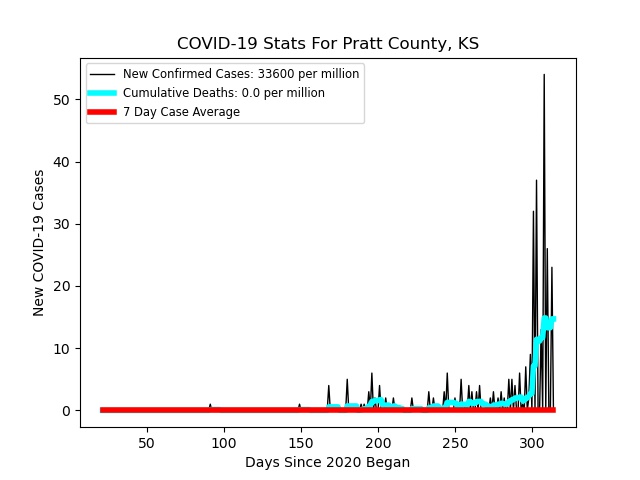 COVID-19 Stats For Pratt County, KS
New Confirmed Cases: 33600 per million
Cumulative Deaths: 0.0 per million
7 Day Case Average
New COVID-19 Cases
50
40
30
20
10
0
50 100 150 200 250 300
Days Since 2020 Began